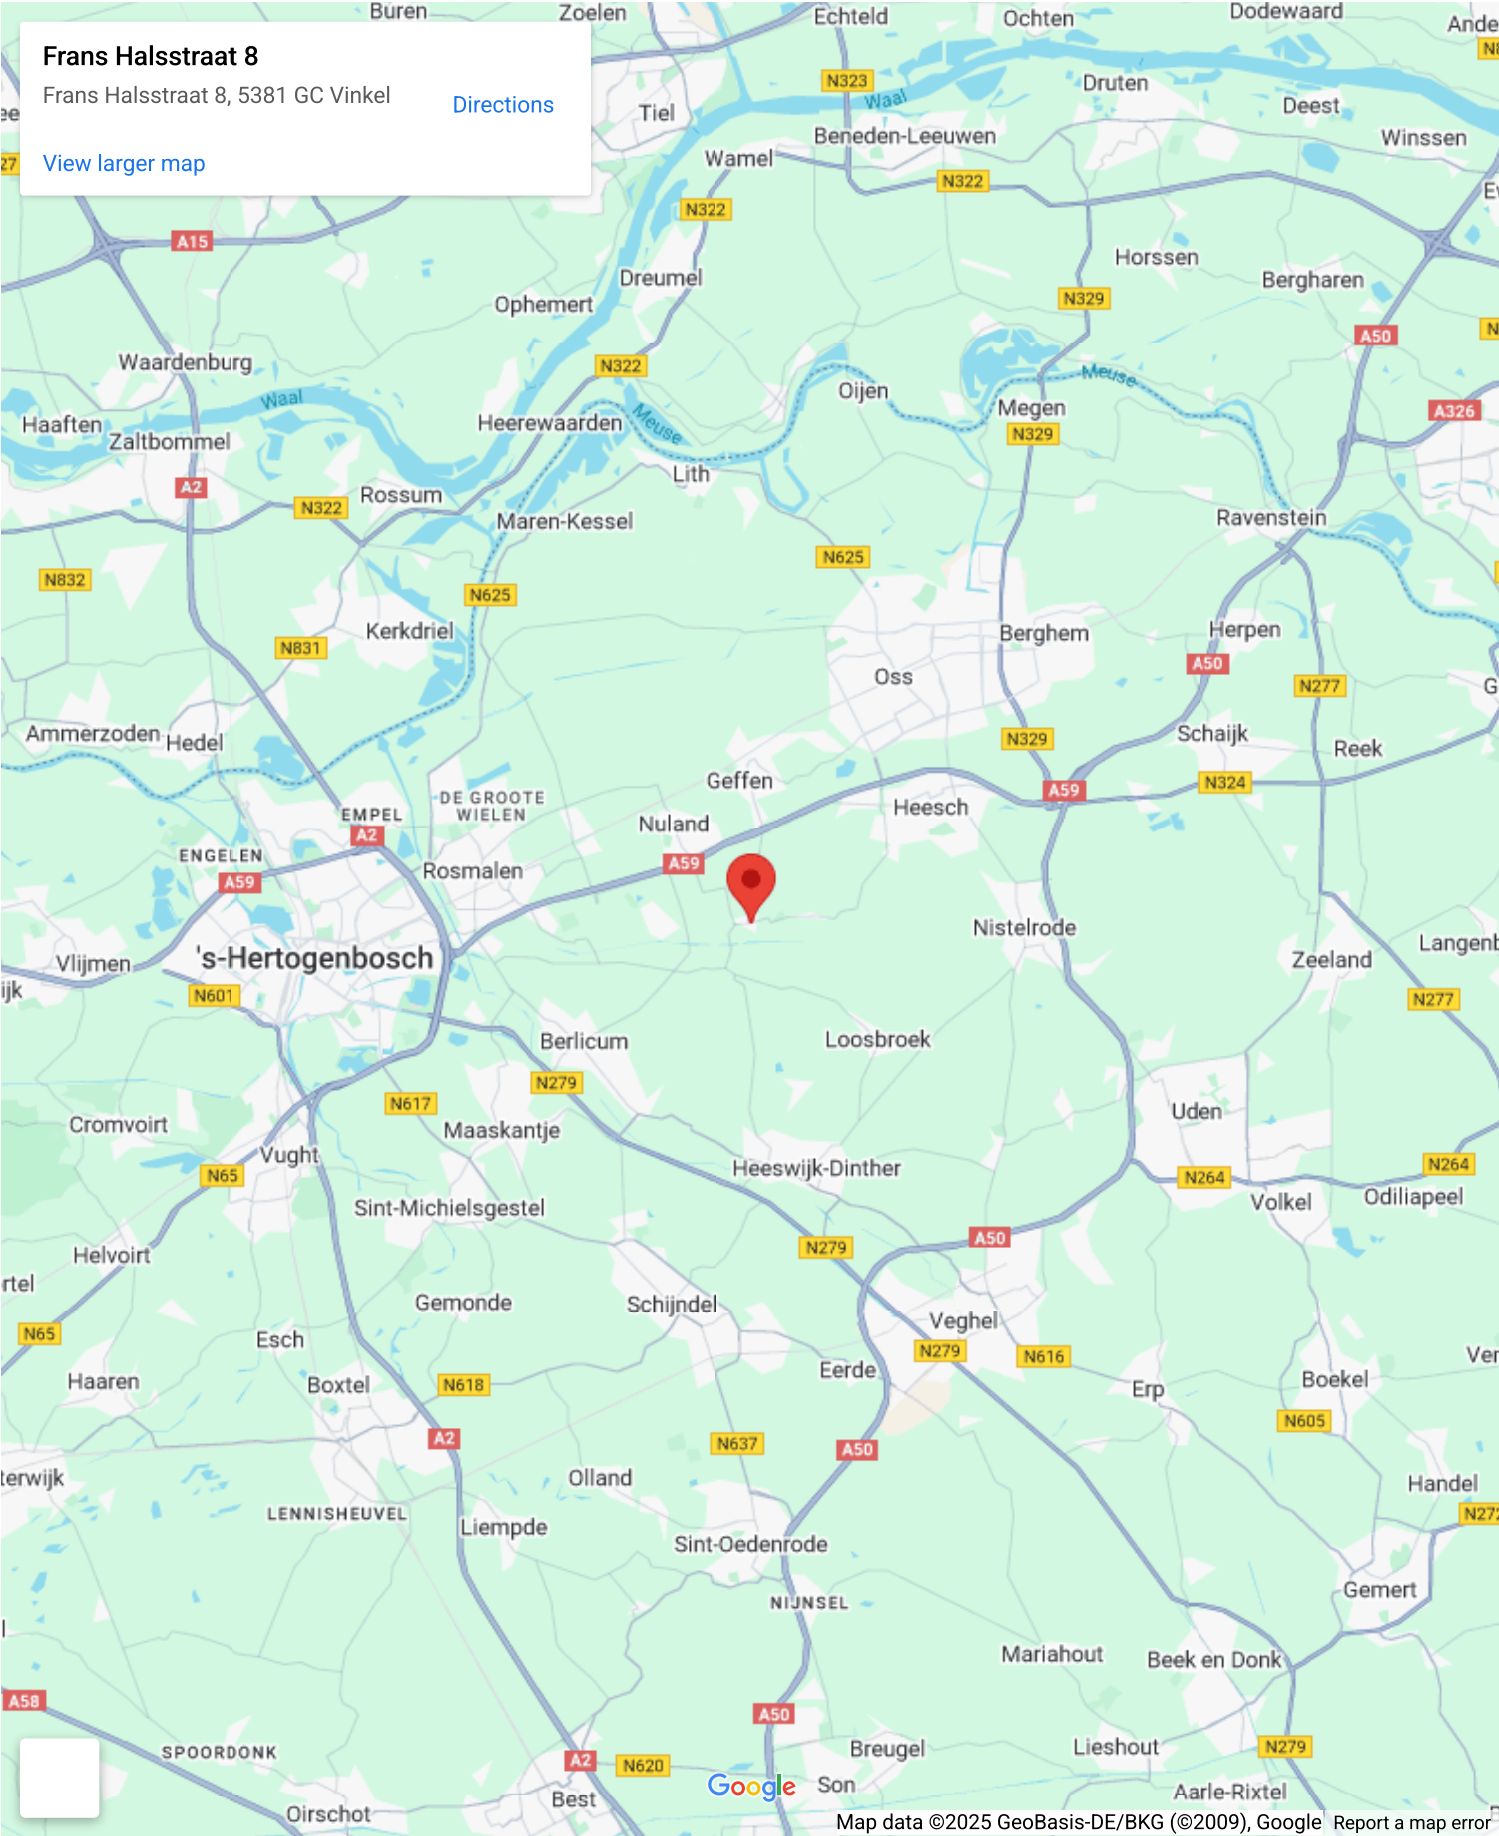 Frans Halsstraat 8
Frans Halsstraat 8, 5381 GC Vinkel
Directions
View larger map
Buren
Zoelen
Echteld
Ochten
Dodewaard
N323
Waal
Druten
Tiel
Deest
Beneden-Leeuwen
Winssen
Wamel
N322
N322
A15
Horssen
Dreumel
Bergharen
Ophemert
N329
A50
Waardenburg
N322
Meuse
Oijen
Waal
Megen
A326
Haaften
Heerewaarden
Meuse
Zaltbommel
N329
Lith
A2
Rossum
N322
Maren-Kessel
Ravenstein
N625
N832
N625
Kerkdriel
Berghem
Herpen
N831
A50
Oss
N277
Ammerzoden
Hedel
N329
Schaijk
Reek
Geffen
N324
A59
DE GROOTE
WIELEN
Heesch
EMPEL
Nuland
A2
ENGELEN
A59
Rosmalen
A59
Nistelrode
's-Hertogenbosch
Vlijmen
Zeeland
N601
N277
Berlicum
Loosbroek
N279
N617
Uden
Cromvoirt
Maaskantje
Vught
Heeswijk-Dinther
N65
N264
N264
Volkel
Odiliapeel
Sint-Michielsgestel
A50
N279
Helvoirt
Gemonde
Schijndel
Veghel
N65
Esch
N279
N616
Eerde
Haaren
Boxtel
N618
Erp
Boekel
N605
A2
N637
A50
Olland
Handel
LENNISHEUVEL
N272
Liempde
Sint-Oedenrode
Gemert
NIJNSEL
Mariahout
Beek en Donk
A58
A50
SPOORDONK
Breugel
Lieshout
N279
A2
N620
Google
Son
Aarle-Rixtel
Best
Oirschot
Map data ©2025 GeoBasis-DE/BKG (©2009), Google
Report a map error